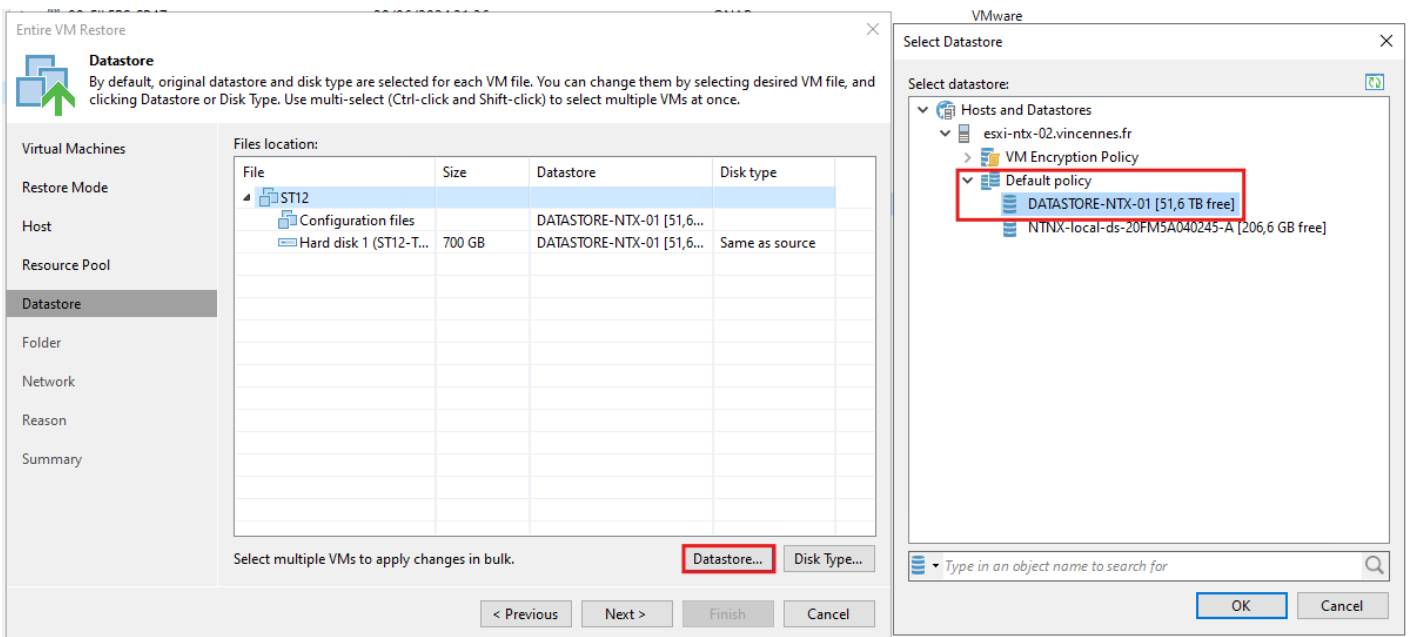 VMware
Entire VM Restore
Datastore
By default, original datastore and disk type are selected for each VM file. You can change them by selecting desired VM file, and
clicking Datastore or Disk Type. Use multi-select (Ctrl-click and Shift-click) to select multiple VMs at once.
Virtual Machines
Restore Mode
Host
Resource Pool
Datastore
Folder
Network
Reason
Summary
Files location:
File Size Datastore Disk type
ST12
Configuration files DATASTORE-NTX-01 [51,6...
Hard disk 1 (ST12-T... 700 GB DATASTORE-NTX-01 [51,6... Same as source
Select multiple VMs to apply changes in bulk.
Datastore... Disk Type...
< Previous Next > Finish Cancel
Select Datastore
Select datastore:
Hosts and Datastores
esxi-ntx-02.vincennes.fr
VM Encryption Policy
Default policy
DATASTORE-NTX-01 [51,6 TB free]
NTNX-local-ds-20FM5A040245-A [206,6 GB free]
Type in an object name to search for
OK Cancel